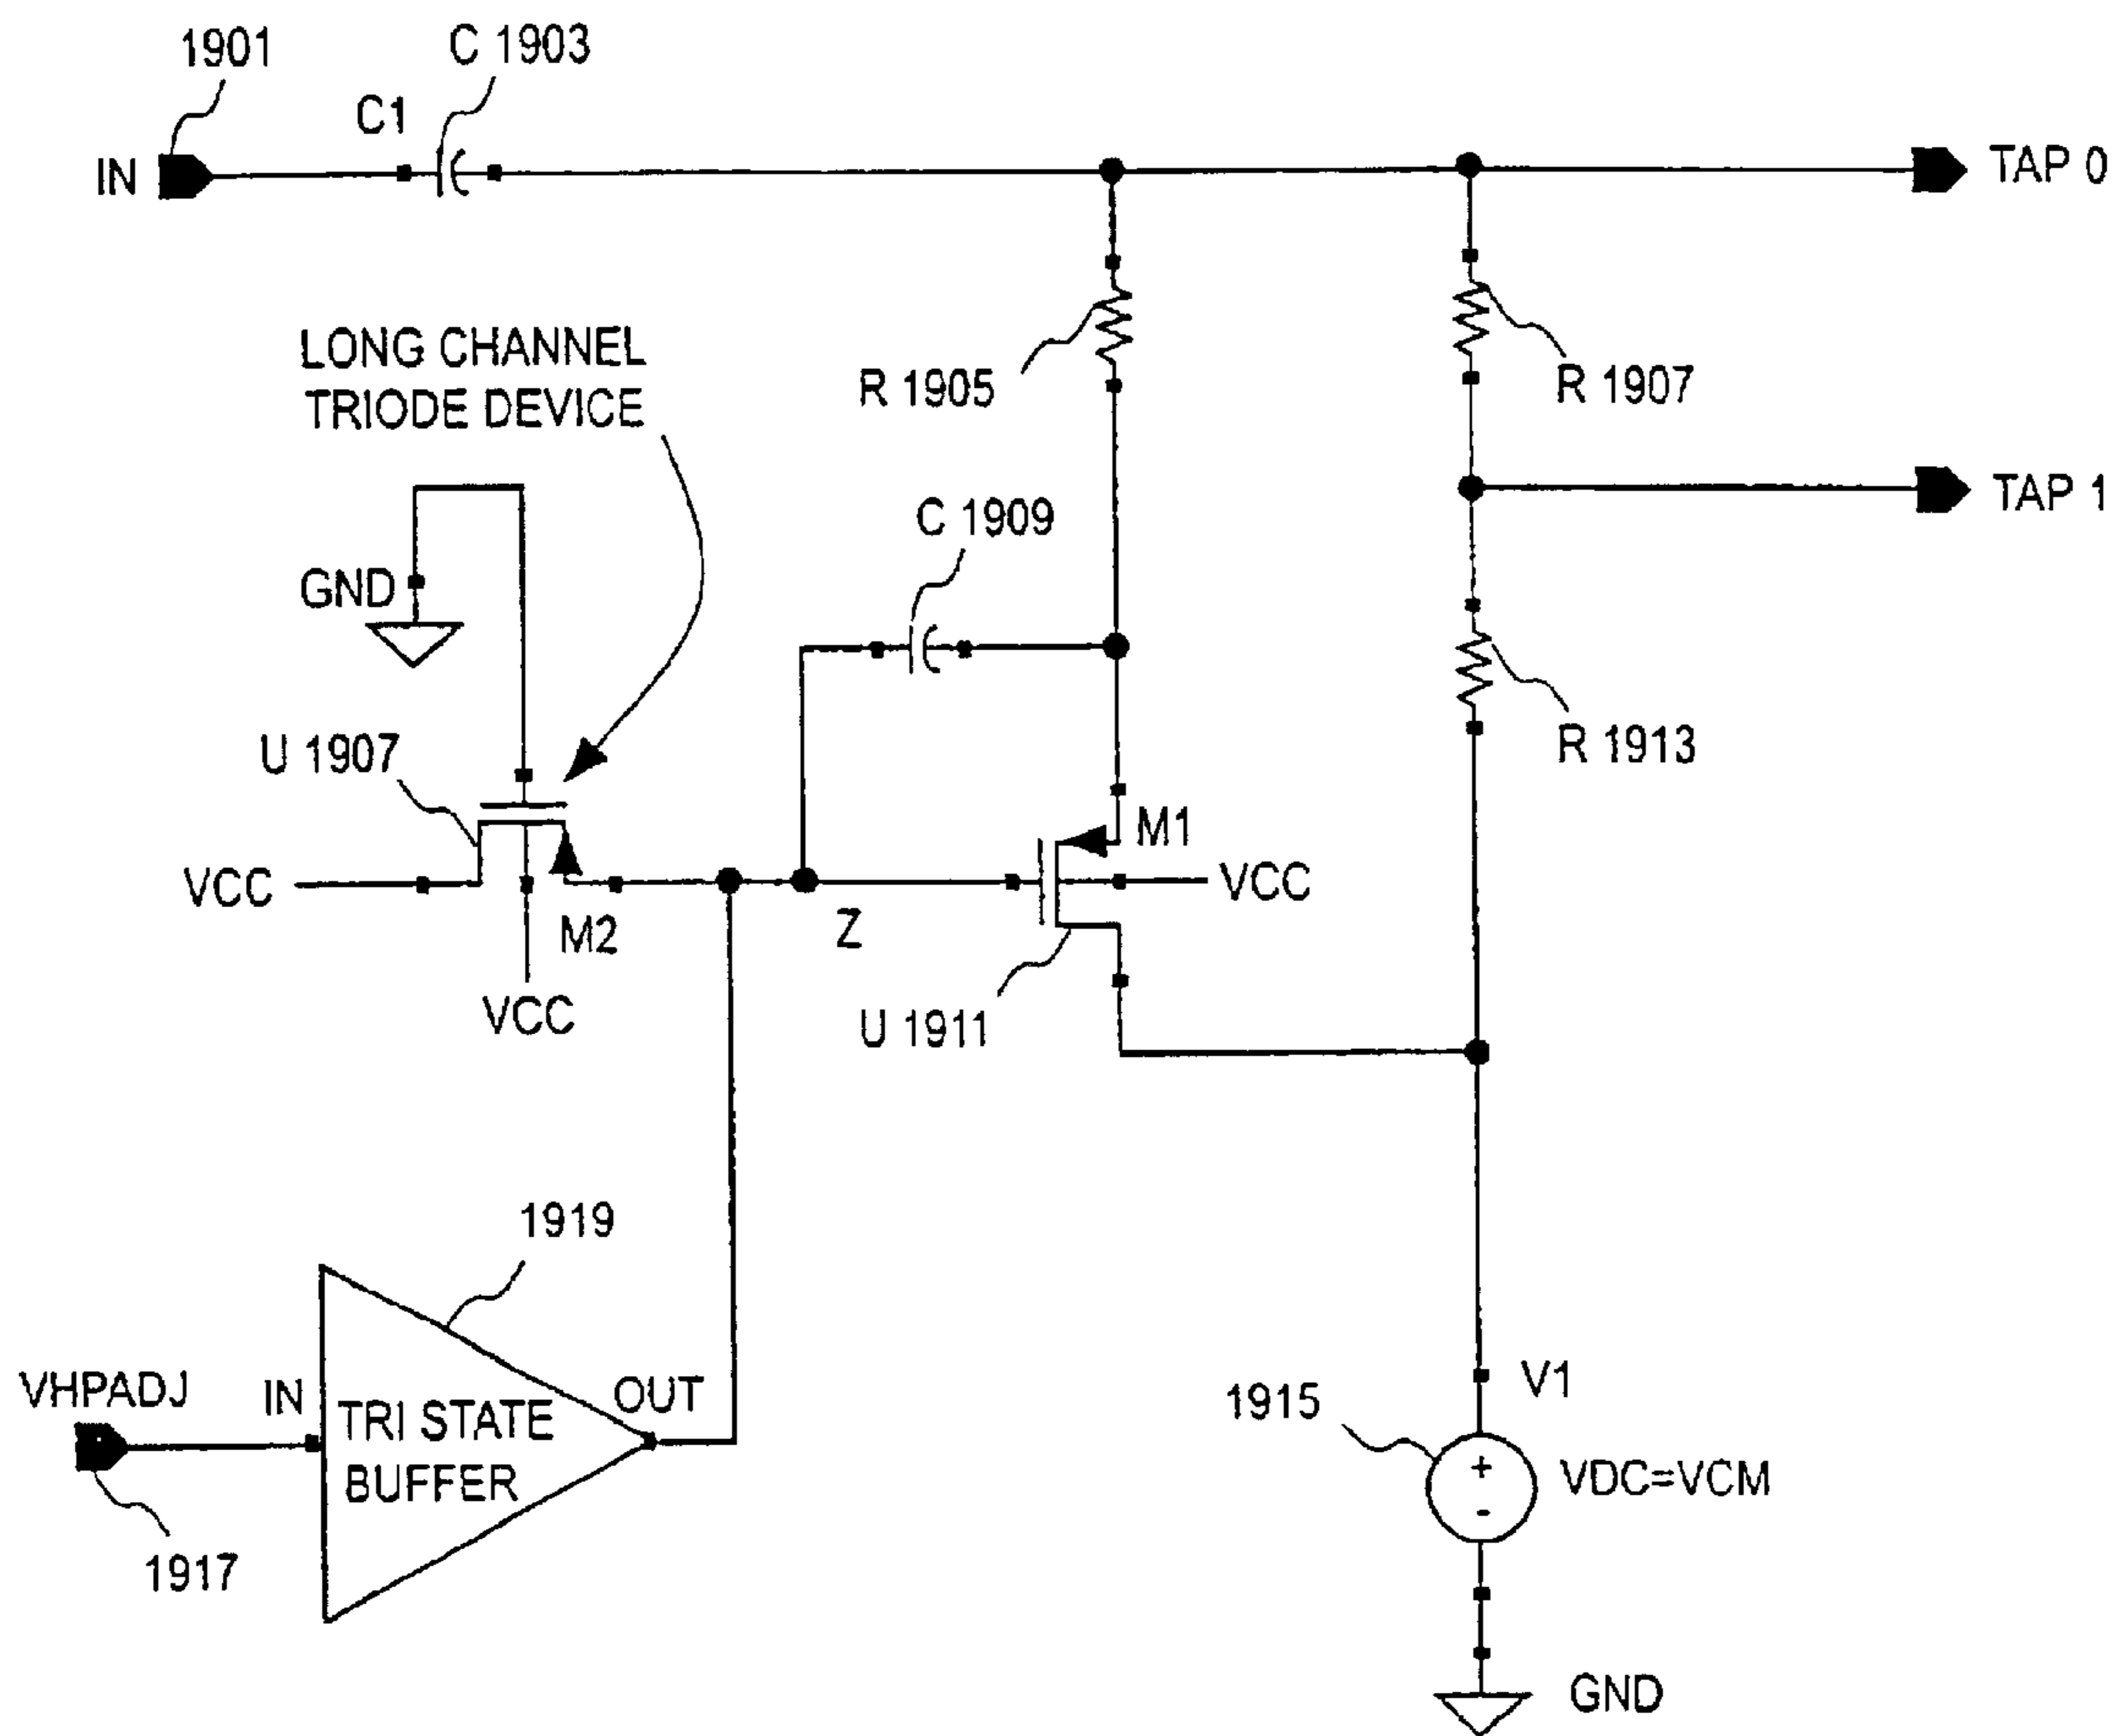 1901
C 1903
C1
IN
TAP 0
LONG CHANNEL
TRIODE DEVICE
R 1905
R 1907
TAP 1
C 1909
GND
U 1907
R 1913
M1
VCC
VCC
Z
M2
VCC
U 1911
1919
VHPADJ
IN
OUT
TRI STATE
BUFFER
1917
V1
1915
+
VDC=VCM
-
GND